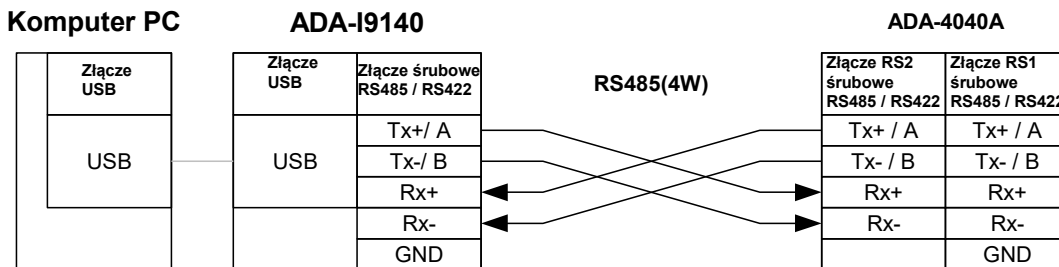 Komputer PC
ADA-I9140
ADA-4040A
Złącze
USB
Złącze
USB
Złącze śrubowe
RS485 / RS422
RS485(4W)
Złącze RS2
śrubowe
RS485 / RS422
Złącze RS1
śrubowe
RS485 / RS422
USB
USB
Tx+/ A
Tx-/ B
Rx+
Rx-
GND
Tx+ / A
Tx- / B
Rx+
Rx-
Tx+ / A
Tx- / B
Rx+
Rx-
GND